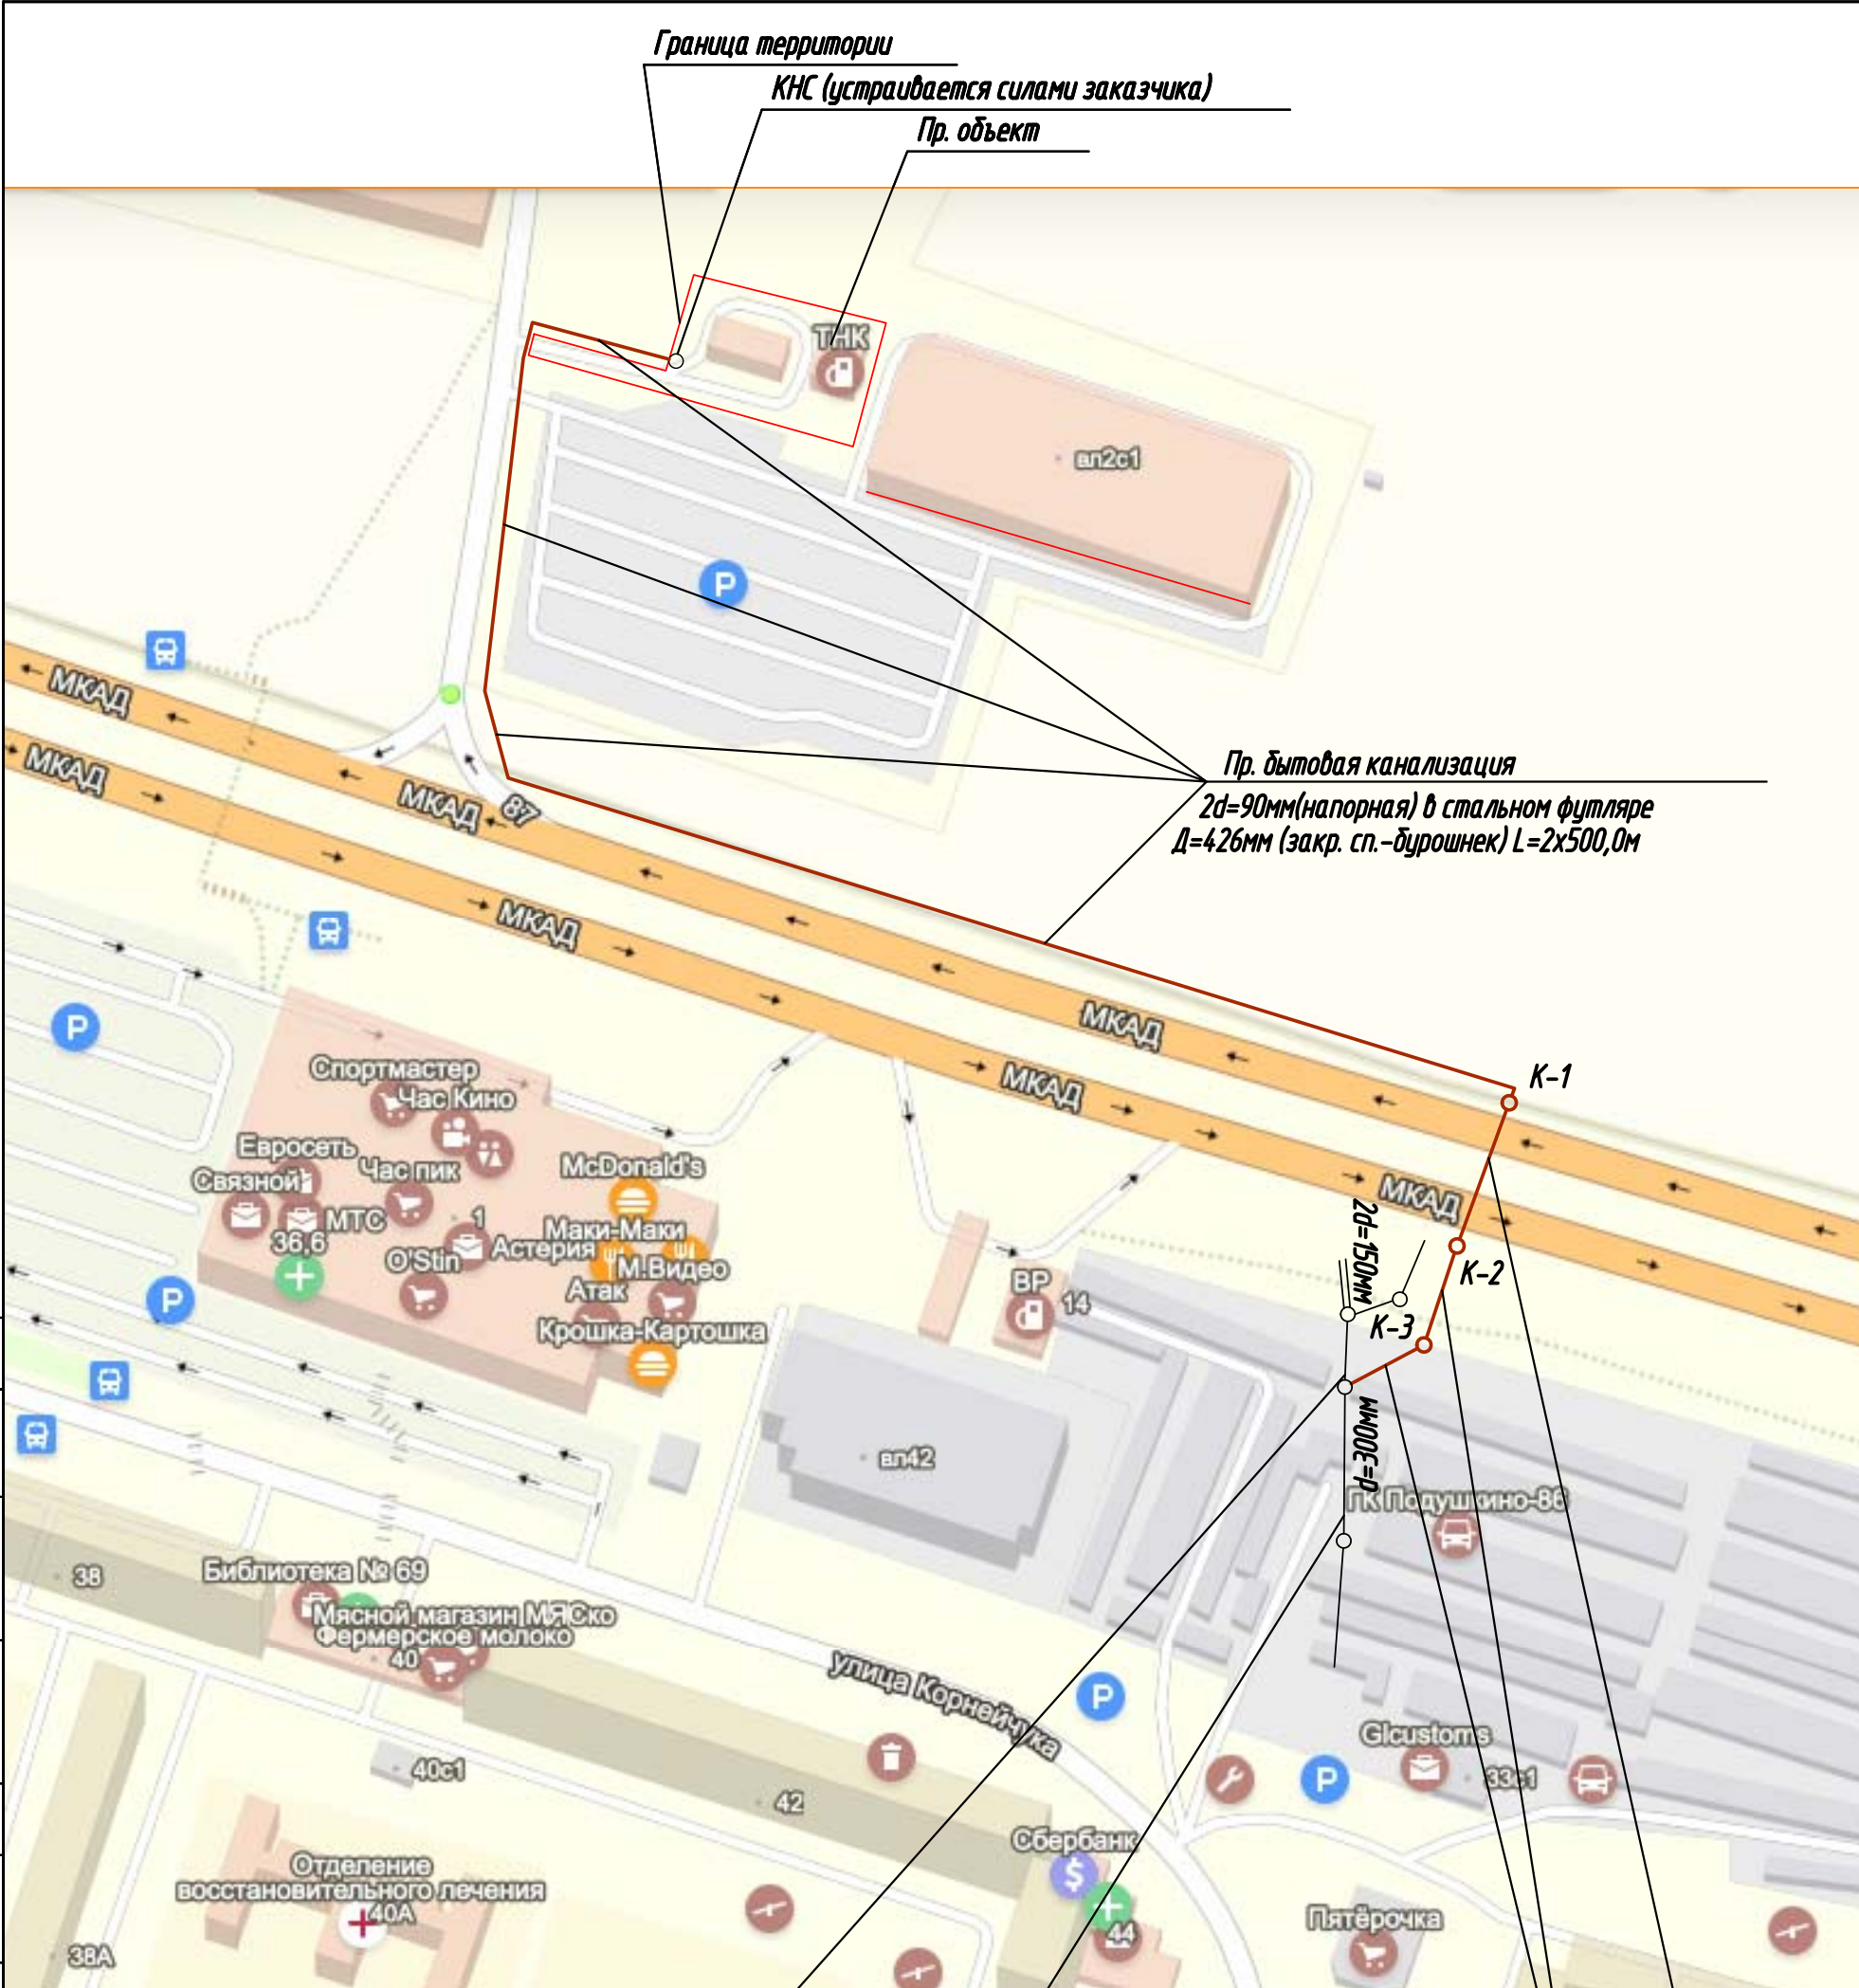 Граница территории
КНС (устраивается силами заказчика)
Пр. объект
ТНК
вл2с1
P
МКАД
МКАД
МКАД
87
Пр. бытовая канализация
2d=90мм(напорная) в стальном футляре
Д=426мм (закр. сп.-бурошнек) L=2х500,0м
МКАД
МКАД
P
МКАД
К-1
Спортмастер
Час Кино
Евросеть
Час пик
McDonald's
Связной
МТС
1
36,6
Маки-Маки
Астерия
O'Stin
М.Видео
Атак
Крошка-Картошка
P
ВР
14
МКАД
2d=150мм
К-2
К-3
d=300мм
вл42
ГК Подушкино-86
38
Библиотека № 69
Мясной магазин МЯСко
Фермерское молоко
40
улица Корнейчука
P
40с1
42
Glcustoms
P
33с1
Сбербанк
$
Отделение
восстановительного лечения
40А
44
Пятёрочка
38А